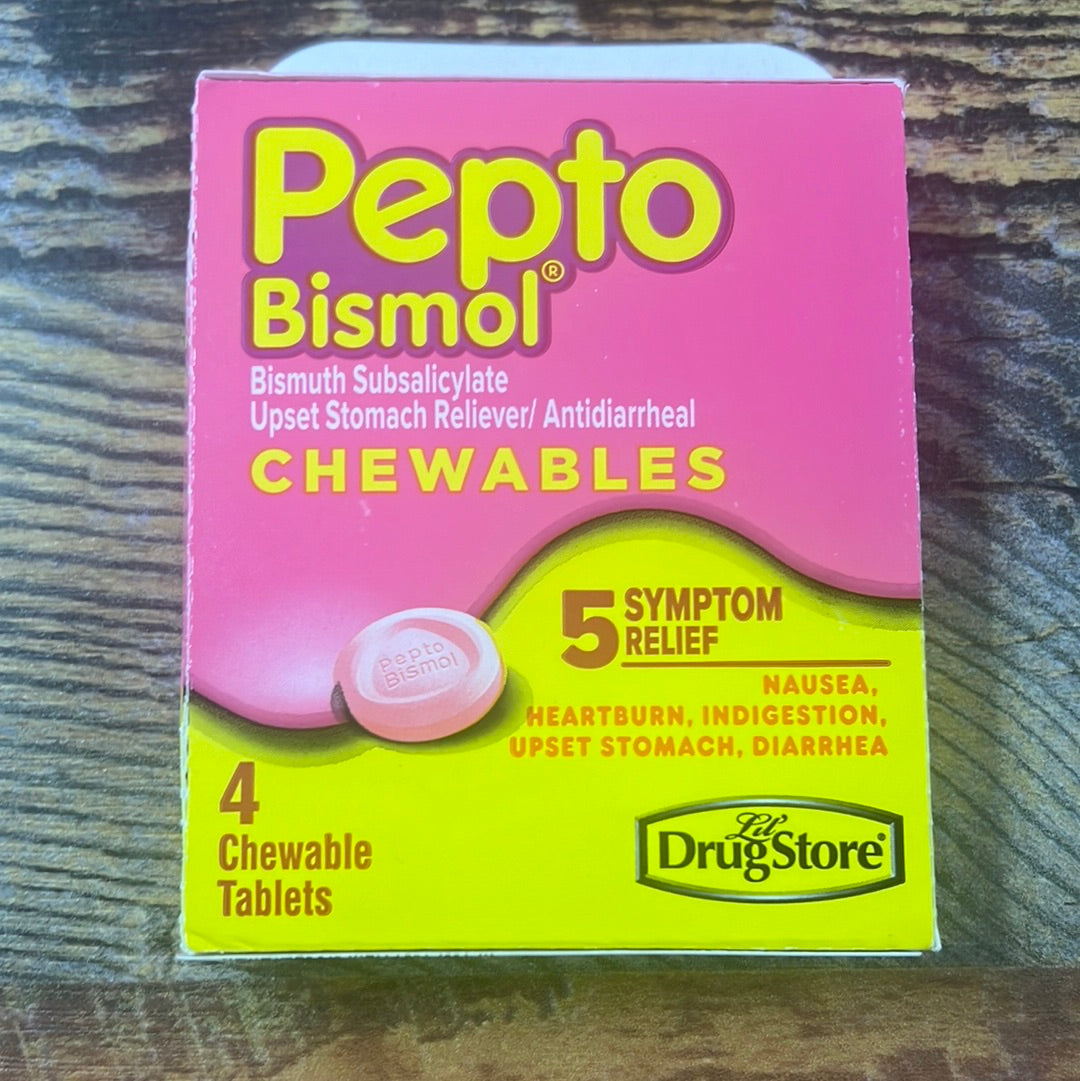 Pepto
Bismol®
Bismuth Subsalicylate
Upset Stomach Reliever/ Antidiarrheal
CHEWABLES
5 SYMPTOM
RELIEF
NAUSEA,
HEARTBURN, INDIGESTION,
UPSET STOMACH, DIARRHEA
Pepto
Bismol
4
Chewable
Tablets
Lil'
DrugStore®